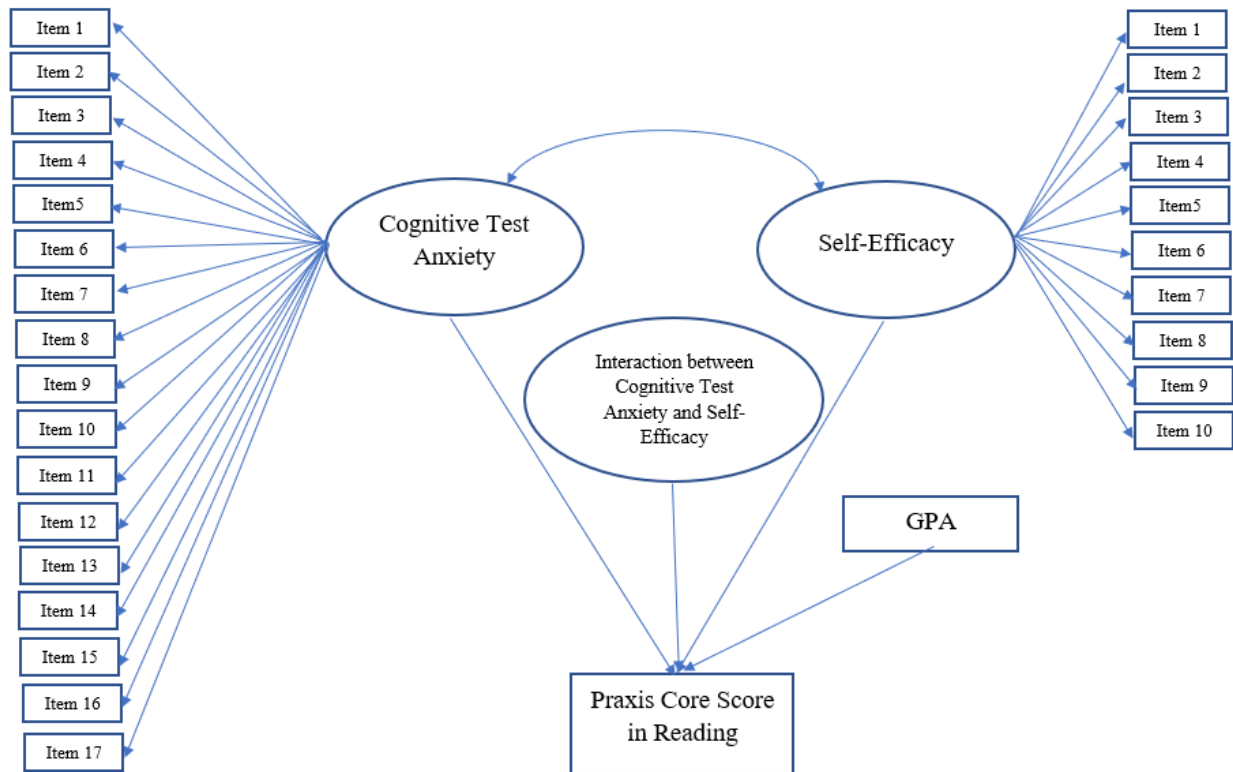 Item 1
Item 2
Item 3
Item 4
Item5
Item 6
Item 7
Item 8
Item 9
Item 10
Item 11
Item 12
Item 13
Item 14
Item 15
Item 16
Item 17
Cognitive Test
Anxiety
Self-Efficacy
Interaction between
Cognitive Test
Anxiety and Self-
Efficacy
GPA
Praxis Core Score
in Reading
Item 1
Item 2
Item 3
Item 4
Item5
Item 6
Item 7
Item 8
Item 9
Item 10